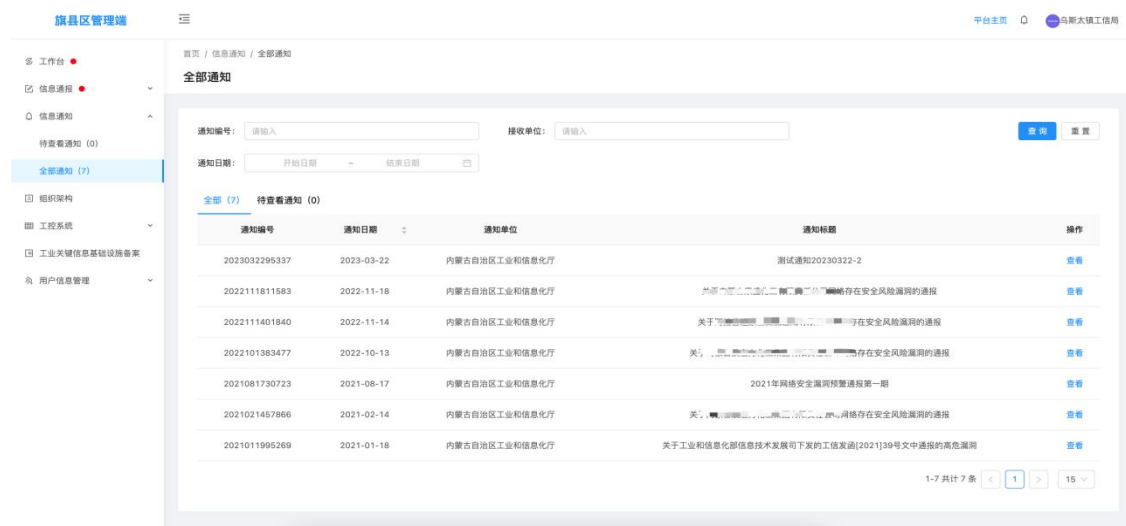 旗县区管理端
平台主页
乌斯太镇工信局
工作台
信息通报
信息通知
待查看通知（0）
全部通知（7）
组织架构
工控系统
工业关键信息基础设施备案
用户信息管理
首页 / 信息通知 / 全部通知
全部通知
通知编号： 请输入 接收单位： 请输入 查 询 重 置
通知日期： 开始日期 ~ 结束日期
全部（7） 待查看通知（0）
通知编号 通知日期 通知单位 通知标题 操作
2023032295337 2023-03-22 内蒙古自治区工业和信息化厅 测试通知20230322-2 查看
2022111811583 2022-11-18 内蒙古自治区工业和信息化厅 存在安全风险漏洞的通报 查看
2022111401840 2022-11-14 内蒙古自治区工业和信息化厅 关于 存在安全风险漏洞的通报 查看
2022101383477 2022-10-13 内蒙古自治区工业和信息化厅 关 存在安全风险漏洞的通报 查看
2021081730723 2021-08-17 内蒙古自治区工业和信息化厅 2021年网络安全漏洞预警通报第一期 查看
2021021457866 2021-02-14 内蒙古自治区工业和信息化厅 关 网络存在安全风险漏洞的通报 查看
2021011995269 2021-01-18 内蒙古自治区工业和信息化厅 关于工业和信息化部信息技术发展司下发的工信发函[2021]39号文中通报的高危漏洞 查看
1-7 共计 7 条 < 1 > 15